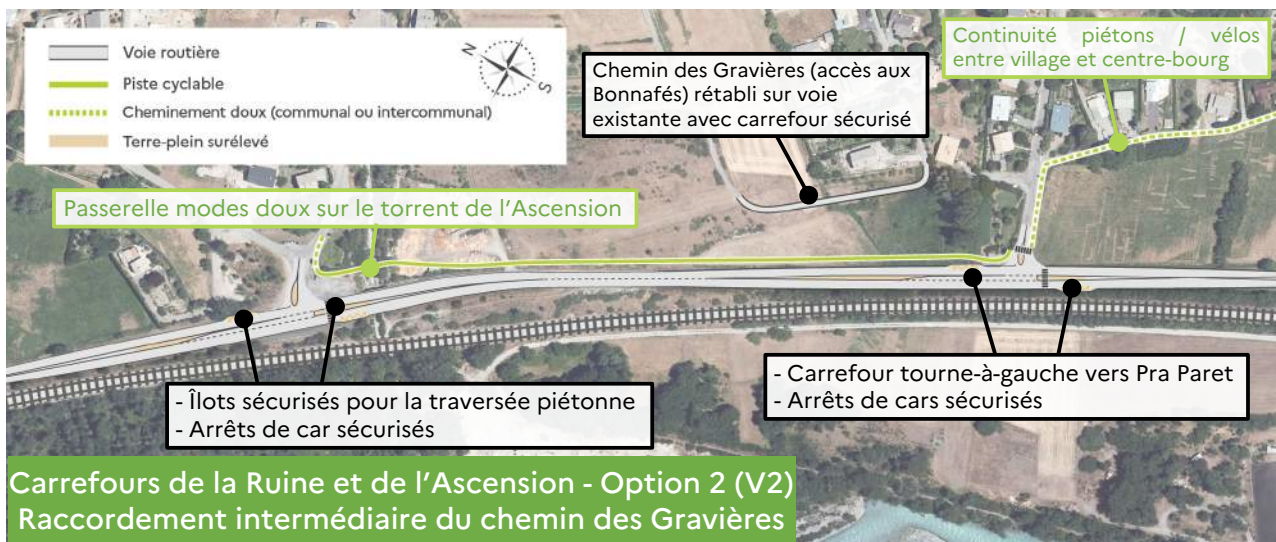 Voie routière
Piste cyclable
Cheminement doux (communal ou intercommunal)
Terre-plein surélevé
N
S
Chemin des Gravières (accès aux
Bonnafés) rétabli sur voie
existante avec carrefour sécurisé
Continuité piétons / vélos
entre village et centre-bourg
Passerelle modes doux sur le torrent de l’Ascension
- Îlots sécurisés pour la traversée piétonne
- Arrêts de car sécurisés
- Carrefour tourne-à-gauche vers Pra Paret
- Arrêts de cars sécurisés
Carrefours de la Ruine et de l’Ascension - Option 2 (V2)
Raccordement intermédiaire du chemin des Gravières